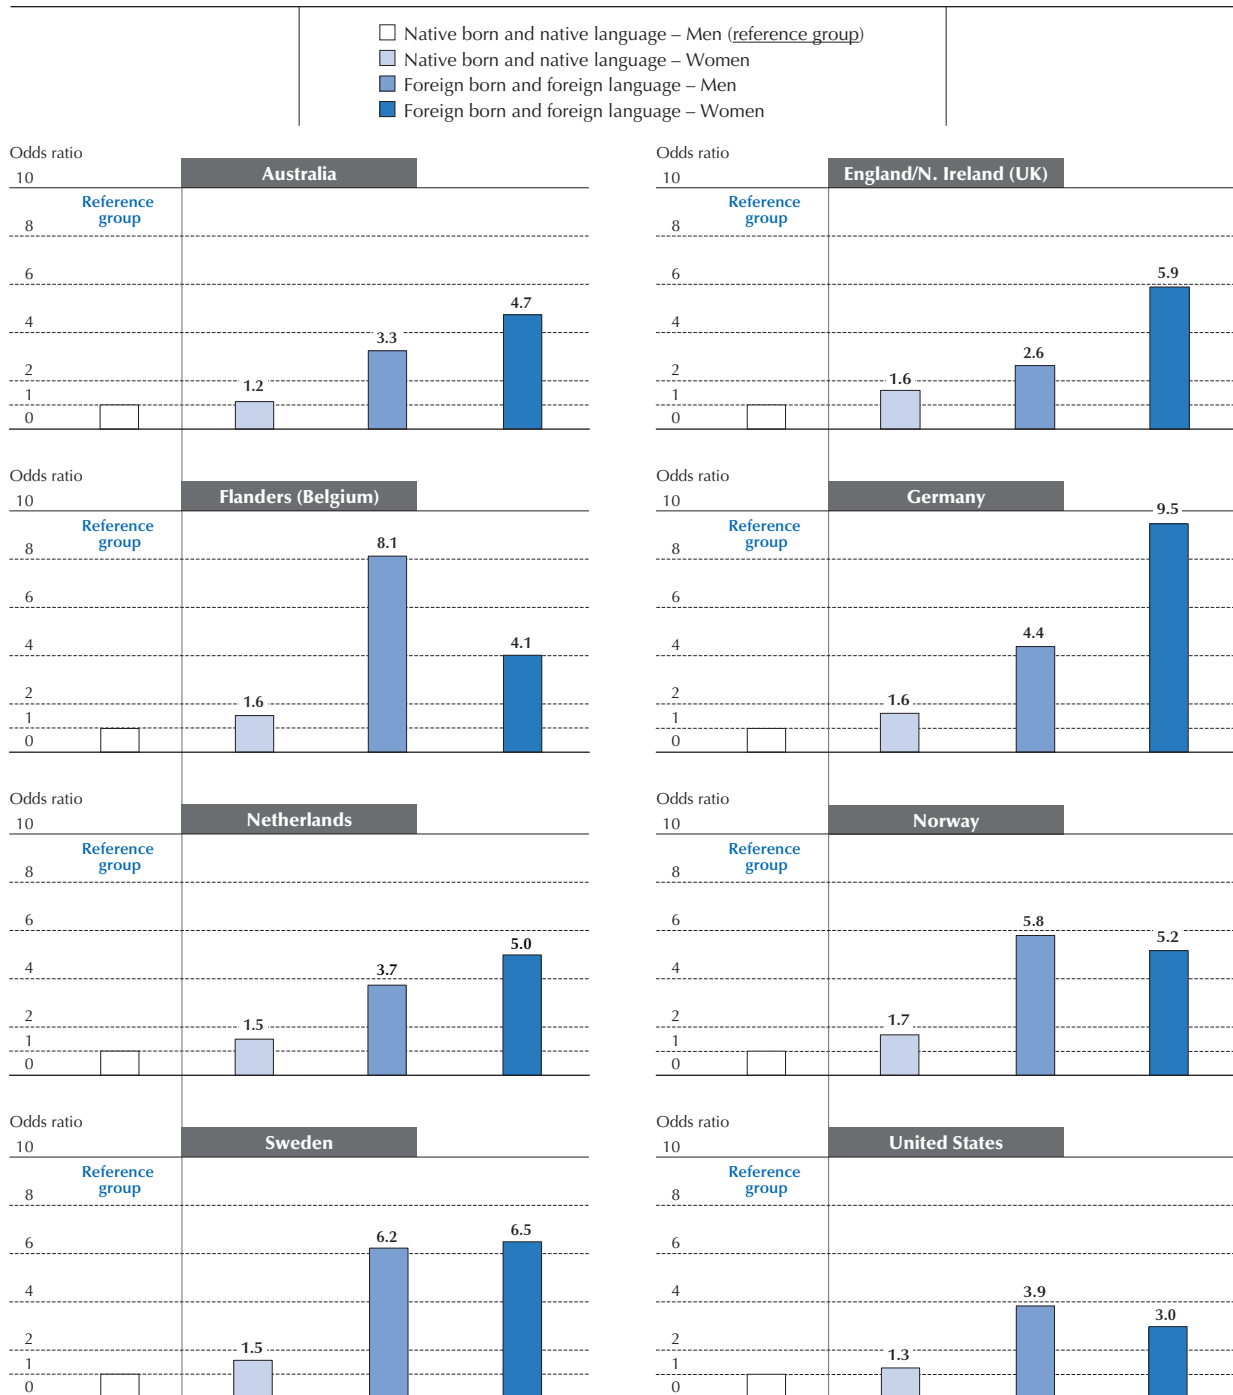 Native born and native language – Men (reference group)
Native born and native language – Women
Foreign born and foreign language – Men
Foreign born and foreign language – Women
Odds ratio
Australia
10
Reference
group
8
6
4
2
1
0
1.2
3.3
4.7
Odds ratio
England/N. Ireland (UK)
10
Reference
group
8
6
4
2
1
0
1.6
2.6
5.9
Odds ratio
Flanders (Belgium)
10
Reference
group
8
6
4
2
1
0
1.6
8.1
4.1
Odds ratio
Germany
10
Reference
group
8
6
4
2
1
0
1.6
4.4
9.5
Odds ratio
Netherlands
10
Reference
group
8
6
4
2
1
0
1.5
3.7
5.0
Odds ratio
Norway
10
Reference
group
8
6
4
2
1
0
1.7
5.8
5.2
Odds ratio
Sweden
10
Reference
group
8
6
4
2
1
0
1.5
6.2
6.5
Odds ratio
United States
10
Reference
group
8
6
4
2
1
0
1.3
3.9
3.0